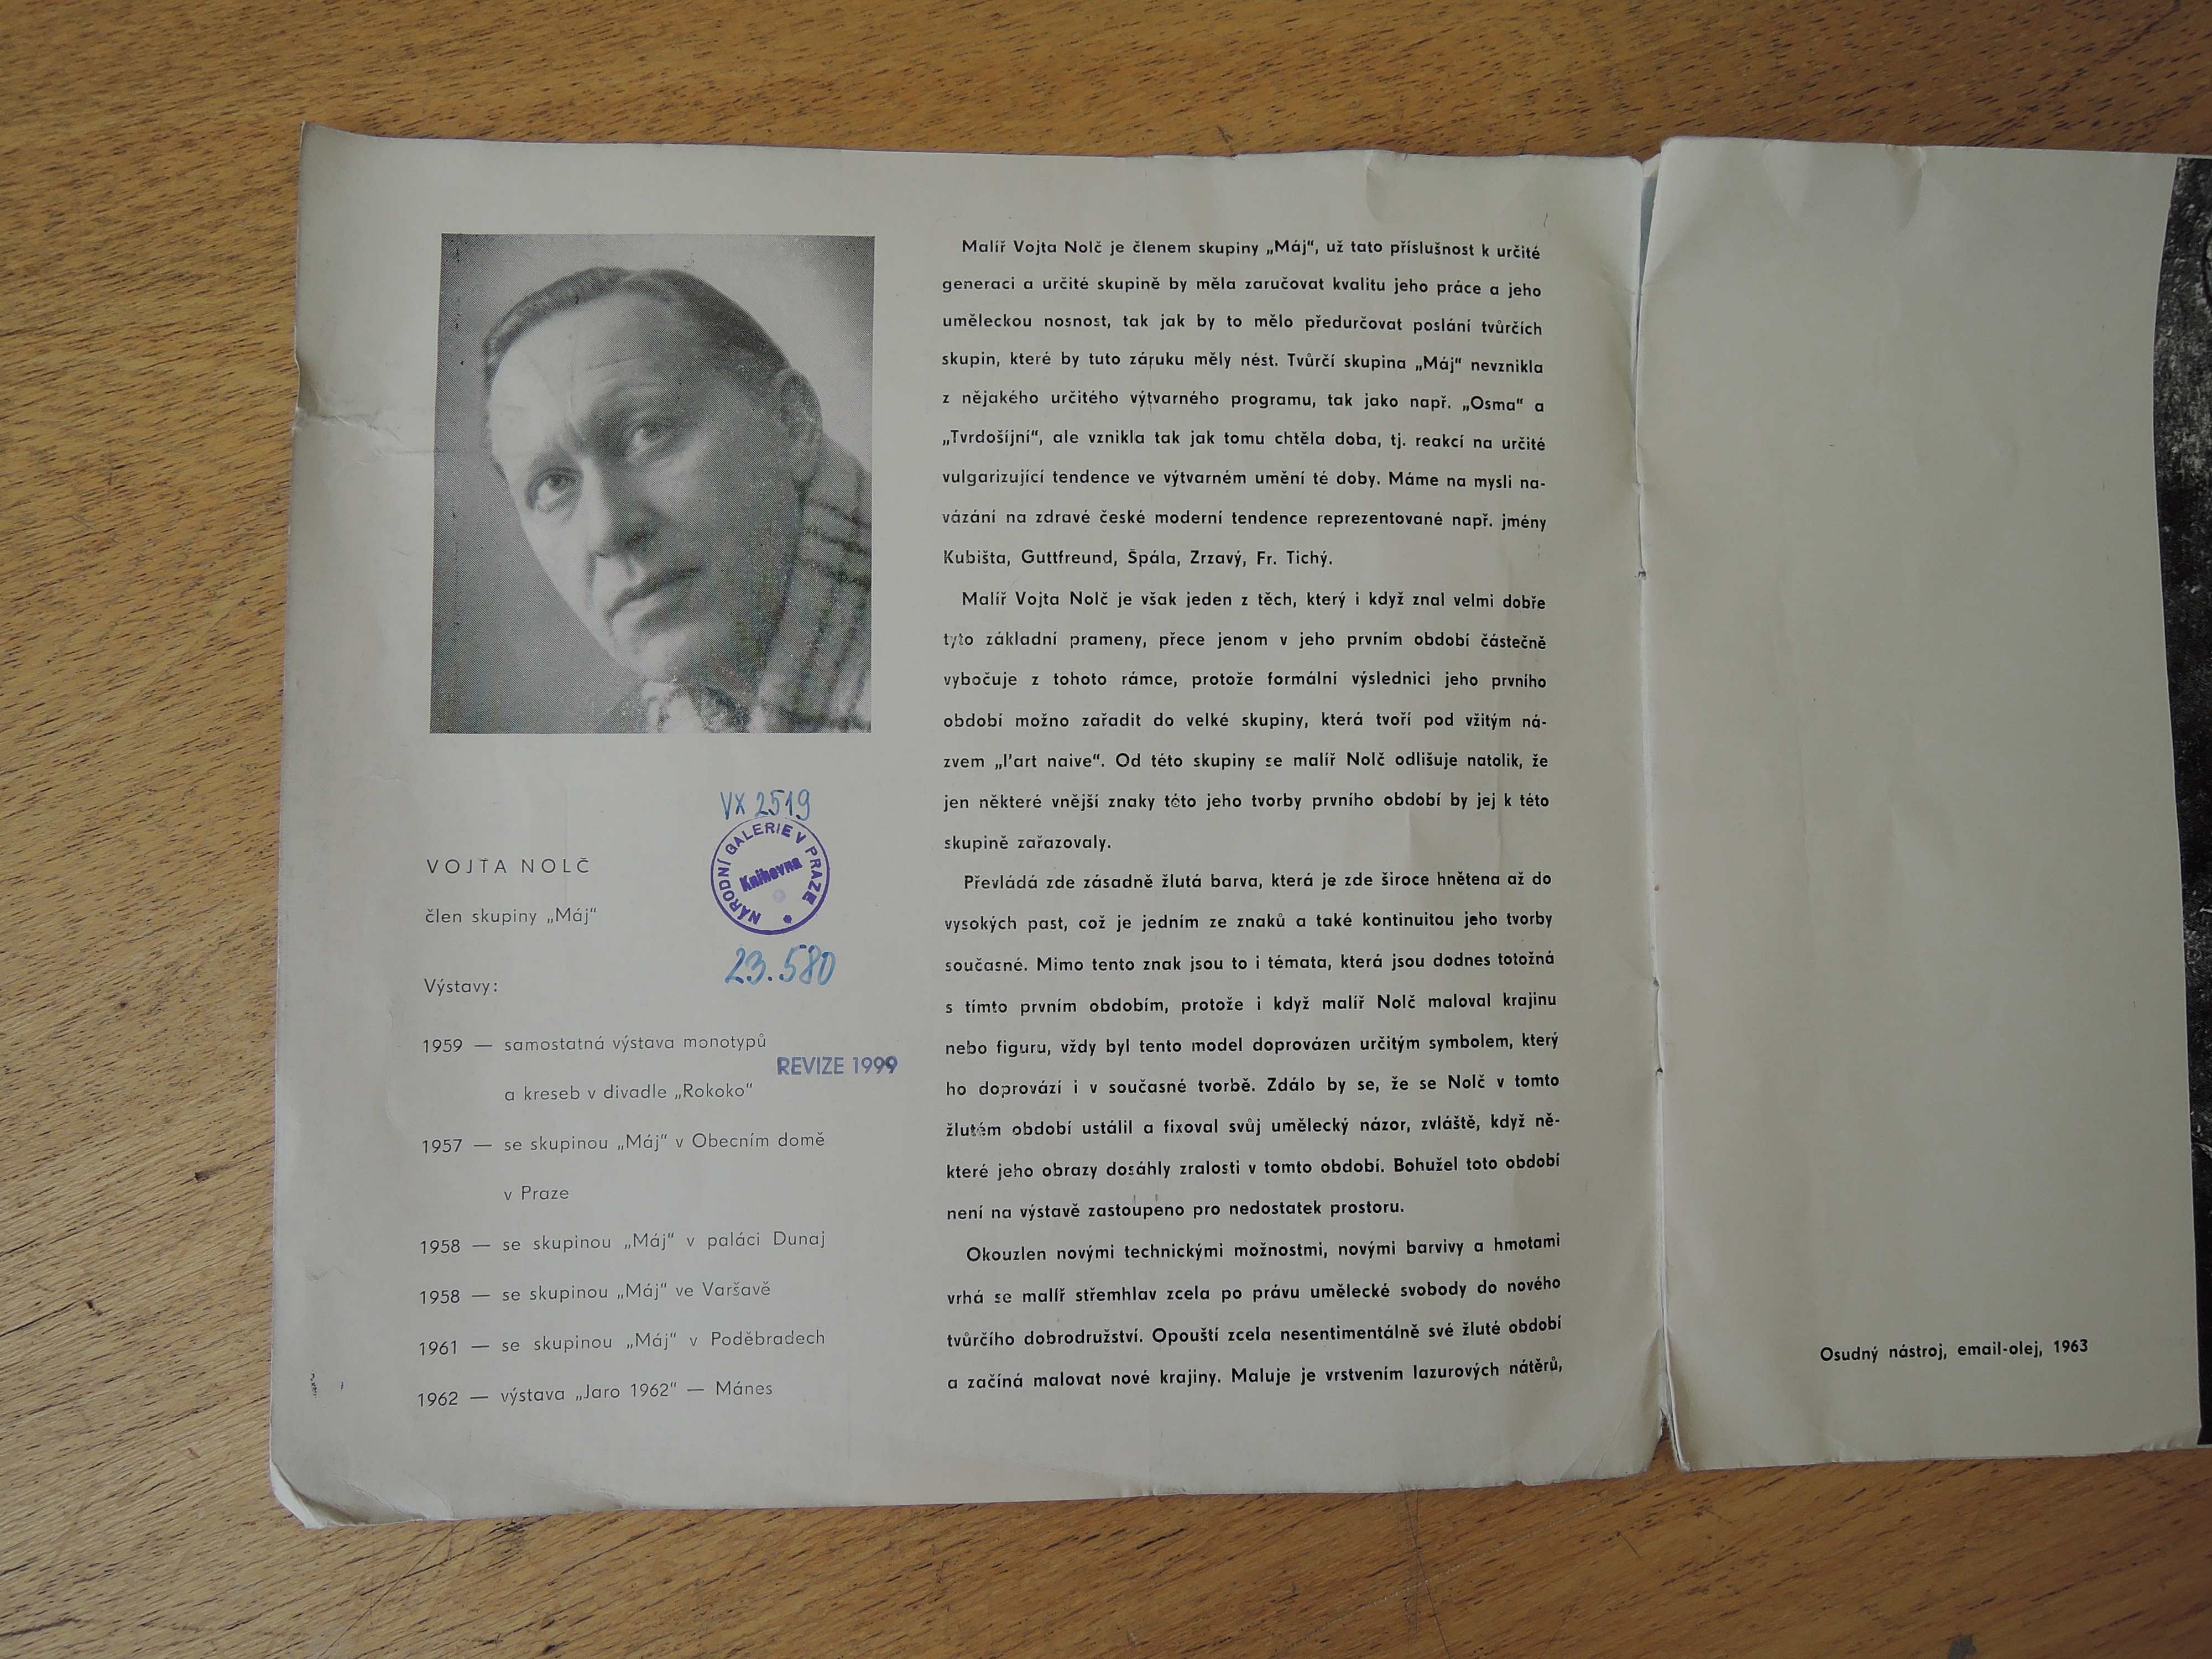 VX 2519
NÁRODNÍ GALERIE V PRAZE
Knihovna
23.580
VOJTA NOLČ
člen skupiny „Máj“
Výstavy:
1959 — samostatná výstava monotypů
REVIZE 1999
a kreseb v divadle „Rokoko“
1957 — se skupinou „Máj“ v Obecním domě
v Praze
1958 — se skupinou „Máj“ v paláci Dunaj
1958 — se skupinou „Máj“ ve Varšavě
1961 — se skupinou „Máj“ v Poděbradech
1962 — výstava „Jaro 1962“ — Mánes
Malíř Vojta Nolč je členem skupiny „Máj“, už tato příslušnost k určité
generaci a určité skupině by měla zaručovat kvalitu jeho práce a jeho
uměleckou nosnost, tak jak by to mělo předurčovat poslání tvůrčích
skupin, které by tuto záruku měly nést. Tvůrčí skupina „Máj“ nevznikla
z nějakého určitého výtvarného programu, tak jako např. „Osma“ a
„Tvrdošíjní“, ale vznikla tak jak tomu chtěla doba, tj. reakcí na určité
vulgarizující tendence ve výtvarném umění té doby. Máme na mysli na-
vázání na zdravé české moderní tendence reprezentované např. jmény
Kubišta, Guttfreund, Špála, Zrzavý, Fr. Tichý.
Malíř Vojta Nolč je však jeden z těch, který i když znal velmi dobře
tyto základní prameny, přece jenom v jeho prvním období částečně
vybočuje z tohoto rámce, protože formální výslednici jeho prvního
období možno zařadit do velké skupiny, která tvoří pod vžitým ná-
zvem „l’art naive“. Od této skupiny se malíř Nolč odlišuje natolik, že
jen některé vnější znaky této jeho tvorby prvního období by jej k této
skupině zařazovaly.
Převládá zde zásadně žlutá barva, která je zde široce hnětena až do
vysokých past, což je jedním ze znaků a také kontinuitou jeho tvorby
současné. Mimo tento znak jsou to i témata, která jsou dodnes totožná
s tímto prvním obdobím, protože i když malíř Nolč maloval krajinu
nebo figuru, vždy byl tento model doprovázen určitým symbolem, který
ho doprovází i v současné tvorbě. Zdálo by se, že se Nolč v tomto
žlutém období ustálil a fixoval svůj umělecký názor, zvláště, když ně-
které jeho obrazy dosáhly zralosti v tomto období. Bohužel toto období
není na výstavě zastoupeno pro nedostatek prostoru.
Okouzlen novými technickými možnostmi, novými barvivy a hmotami
vrhá se malíř střemhlav zcela po právu umělecké svobody do nového
tvůrčího dobrodružství. Opouští zcela nesentimentálně své žluté období
a začíná malovat nové krajiny. Maluje je vrstvením lazurových nátěrů,
Osudný nástroj, email-olej, 1963